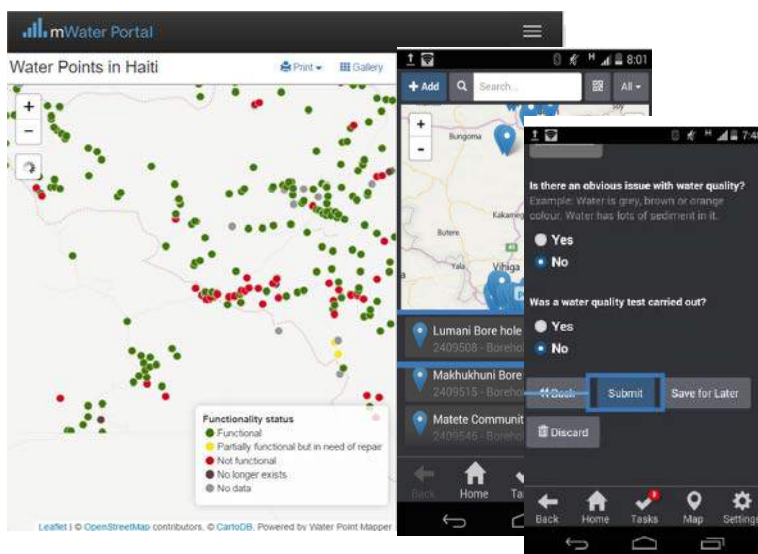 mWater Portal
Water Points in Haiti
Print
Gallery
+
-
Functionality status
Functional
Partially functional but in need of repair
Not functional
No longer exists
No data
Leaflet | © OpenStreetMap contributors, © CartoDB, Powered by Water Point Mapper
H
8:01
+ Add
Search...
All
+
-
Bungoma
Butere
Yala
Vihiga
Lumani Bore hole
2409508 - Boreho
Makhukhuni Bore
2409515 - Boreho
Matete Communit
2409546 - Boreho
Back
Home
H
Is there an obvious issue with water quality?
Example: Water is grey, brown or orange
colour. Water has lots of sediment in it.
Yes
No
Was a water quality test carried out?
Yes
No
Back
Submit
Save for Later
Discard
Back
Home
Tasks
Map
Settings